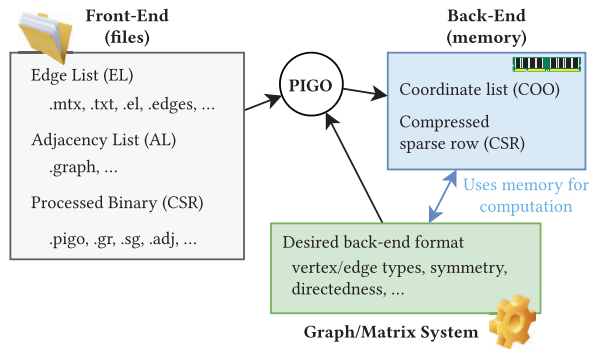 Front-End
(files)
Edge List (EL)
.mtx, .txt, .el, .edges, ...
Adjacency List (AL)
.graph, ...
Processed Binary (CSR)
.pigo, .gr, .sg, .adj, ...
PIGO
Back-End
(memory)
Coordinate list (COO)
Compressed
sparse row (CSR)
Uses memory for
computation
Desired back-end format
vertex/edge types, symmetry,
directedness, ...
Graph/Matrix System